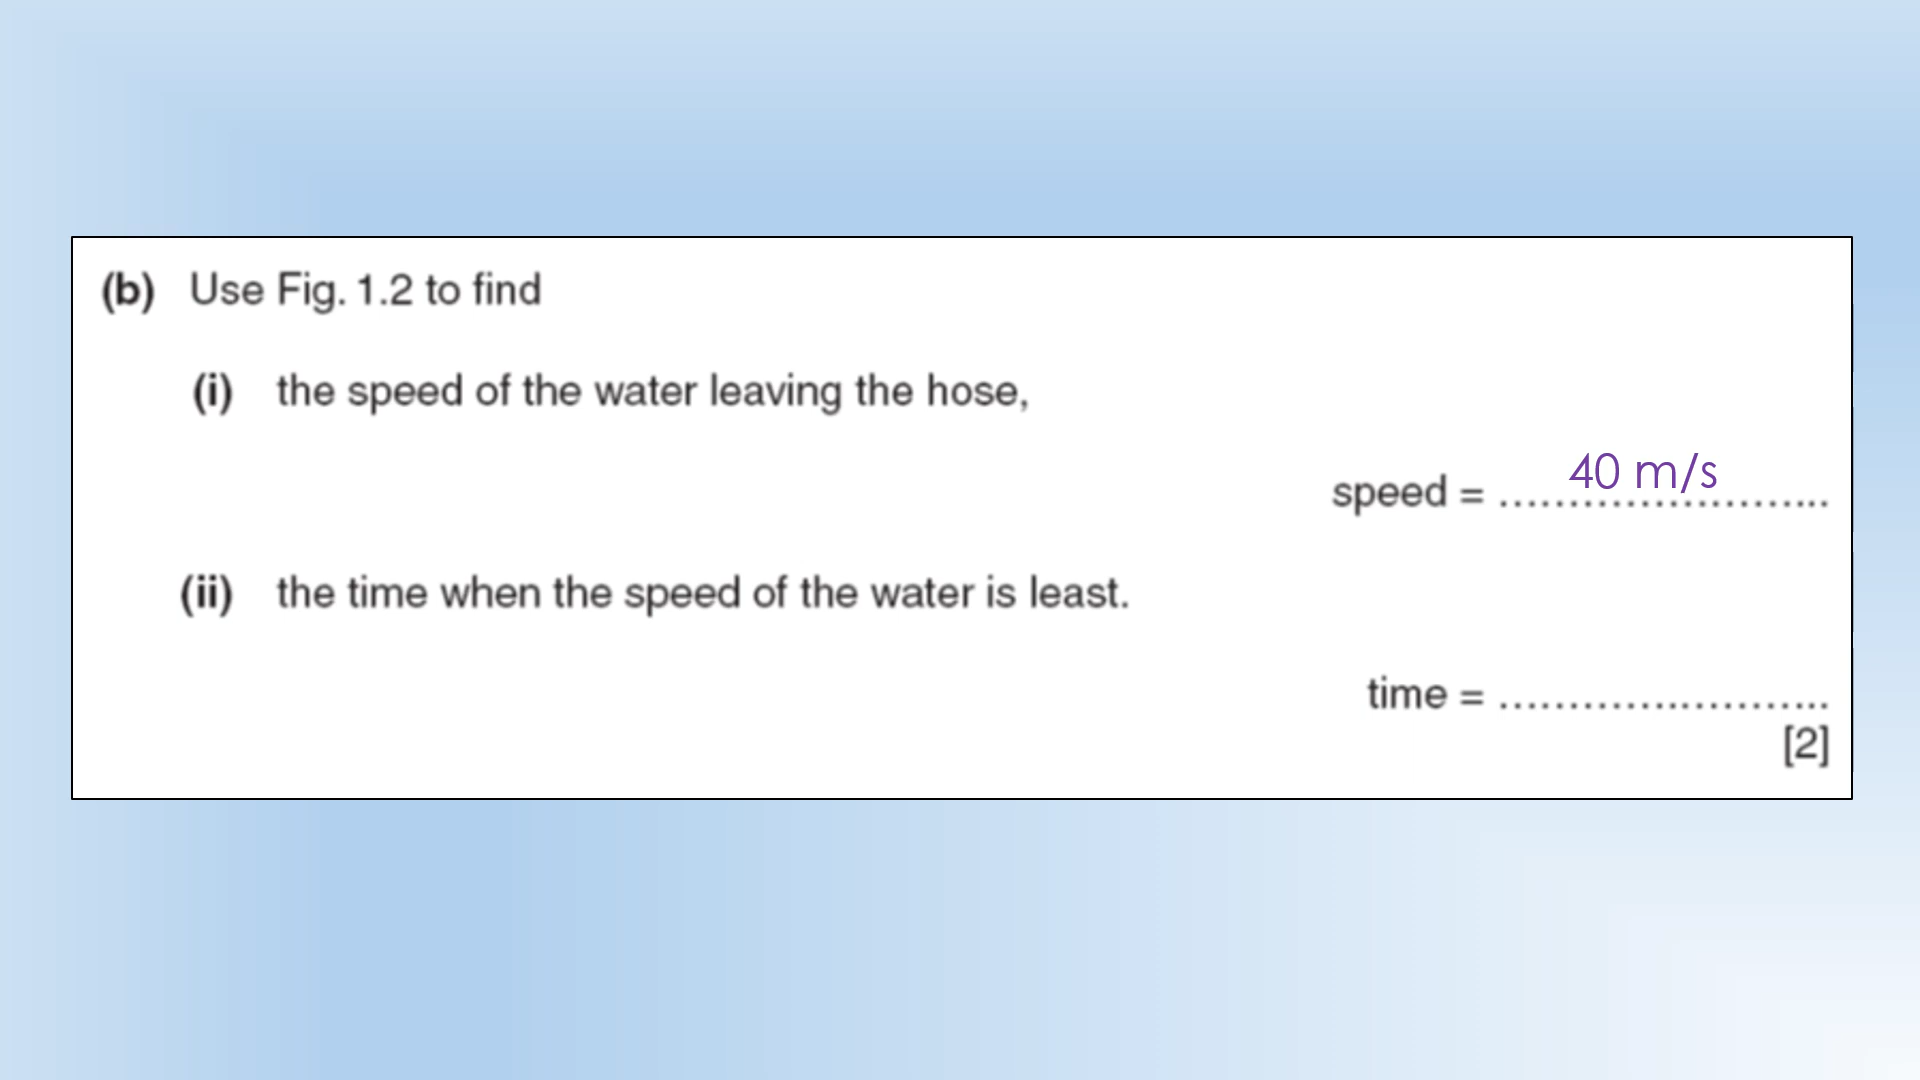 (b) Use Fig. 1.2 to find
(i) the speed of the water leaving the hose,
speed = ........................... 40 m/s
(ii) the time when the speed of the water is least.
time = ...........................
[2]